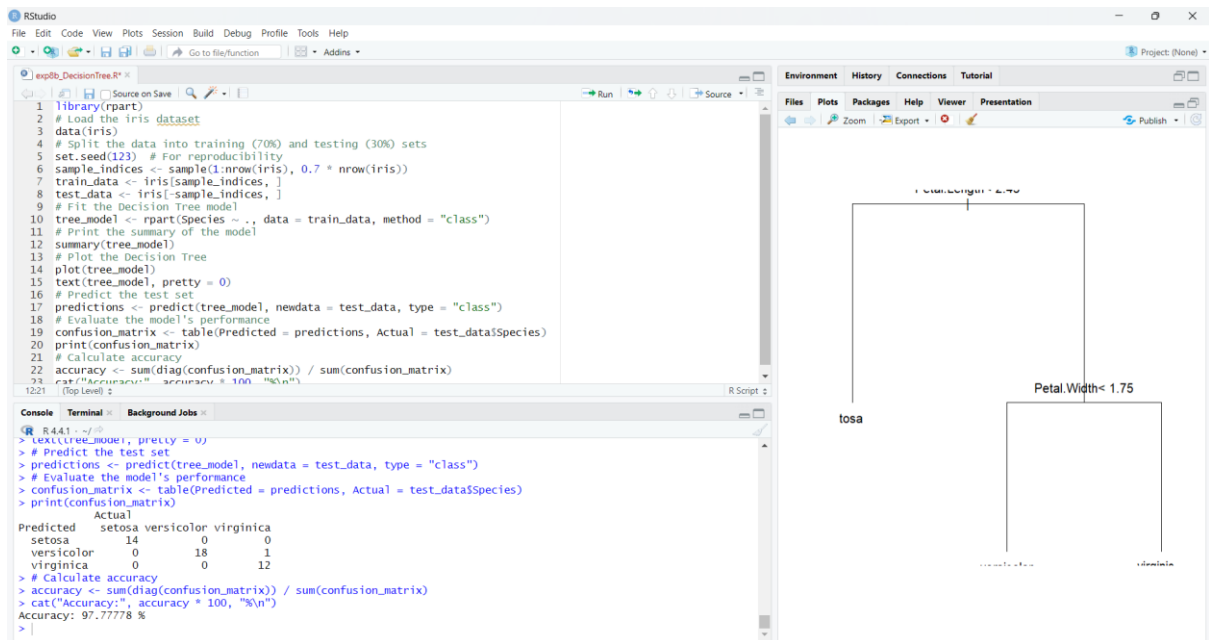 RStudio
File Edit Code View Plots Session Build Debug Profile Tools Help
Go to file/function
Addins
Project: (None)
exp8b_DecisionTree.R*
Source on Save
Run
Source
1 library(rpart)
2 # Load the iris dataset
3 data(iris)
4 # Split the data into training (70%) and testing (30%) sets
5 set.seed(123)  # For reproducibility
6 sample_indices <- sample(1:nrow(iris), 0.7 * nrow(iris))
7 train_data <- iris[sample_indices, ]
8 test_data <- iris[-sample_indices, ]
9 # Fit the Decision Tree model
10 tree_model <- rpart(Species ~ ., data = train_data, method = "class")
11 # Print the summary of the model
12 summary(tree_model)
13 # Plot the Decision Tree
14 plot(tree_model)
15 text(tree_model, pretty = 0)
16 # Predict the test set
17 predictions <- predict(tree_model, newdata = test_data, type = "class")
18 # Evaluate the model's performance
19 confusion_matrix <- table(Predicted = predictions, Actual = test_data$Species)
20 print(confusion_matrix)
21 # Calculate accuracy
22 accuracy <- sum(diag(confusion_matrix)) / sum(confusion_matrix)
23 cat("Accuracy:", accuracy * 100, "%\n")
12:21 (Top Level) R Script
Console Terminal Background Jobs
R 4.4.1 · ~/
> text(tree_model, pretty = 0)
> # Predict the test set
> predictions <- predict(tree_model, newdata = test_data, type = "class")
> # Evaluate the model's performance
> confusion_matrix <- table(Predicted = predictions, Actual = test_data$Species)
> print(confusion_matrix)
Actual
Predicted setosa versicolor virginica
setosa 14 0 0
versicolor 0 18 1
virginica 0 0 12
> # Calculate accuracy
> accuracy <- sum(diag(confusion_matrix)) / sum(confusion_matrix)
> cat("Accuracy:", accuracy * 100, "%\n")
Accuracy: 97.77778 %
>
Environment History Connections Tutorial
Files Plots Packages Help Viewer Presentation
Zoom Export Publish
Petal.Width< 1.75
tosa